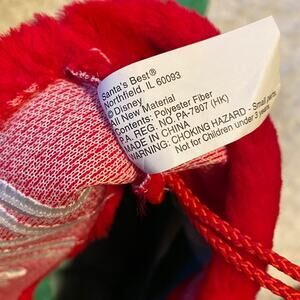 Santa's Best®
Northfield, IL 60093
© Disney
All New Material
Contents: Polyester Fiber
P.A. REG. NO. PA-7807 (HK)
MADE IN CHINA
WARNING: CHOKING HAZARD - Small parts.
Not for Children under 3 years.